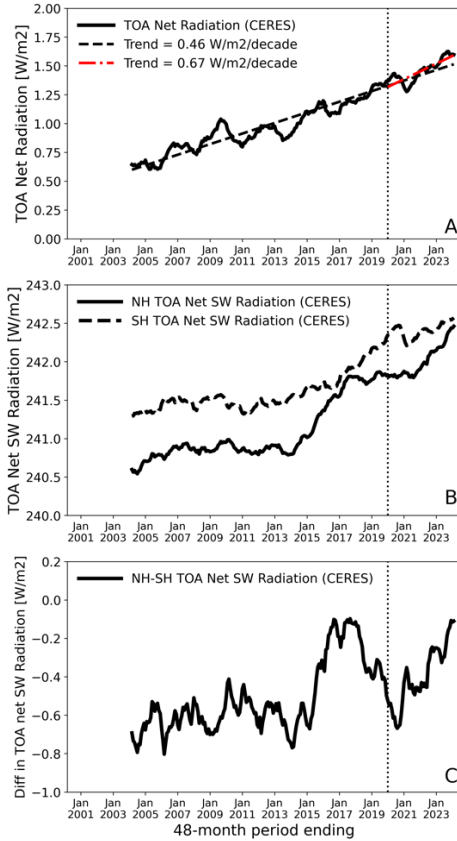 TOA Net Radiation [W/m2]
2.00
1.75
1.50
1.25
1.00
0.75
0.50
0.25
0.00
TOA Net Radiation (CERES)
Trend = 0.46 W/m2/decade
Trend = 0.67 W/m2/decade
A
Jan Jan Jan Jan Jan Jan Jan Jan Jan Jan Jan Jan
2001 2003 2005 2007 2009 2011 2013 2015 2017 2019 2021 2023
TOA Net SW Radiation [W/m2]
243.0
242.5
242.0
241.5
241.0
240.5
240.0
NH TOA Net SW Radiation (CERES)
SH TOA Net SW Radiation (CERES)
B
Jan Jan Jan Jan Jan Jan Jan Jan Jan Jan Jan Jan
2001 2003 2005 2007 2009 2011 2013 2015 2017 2019 2021 2023
Diff in TOA net SW Radiation [W/m2]
0.2
0.0
−0.2
−0.4
−0.6
−0.8
−1.0
NH-SH TOA Net SW Radiation (CERES)
C
Jan Jan Jan Jan Jan Jan Jan Jan Jan Jan Jan Jan
2001 2003 2005 2007 2009 2011 2013 2015 2017 2019 2021 2023
48-month period ending